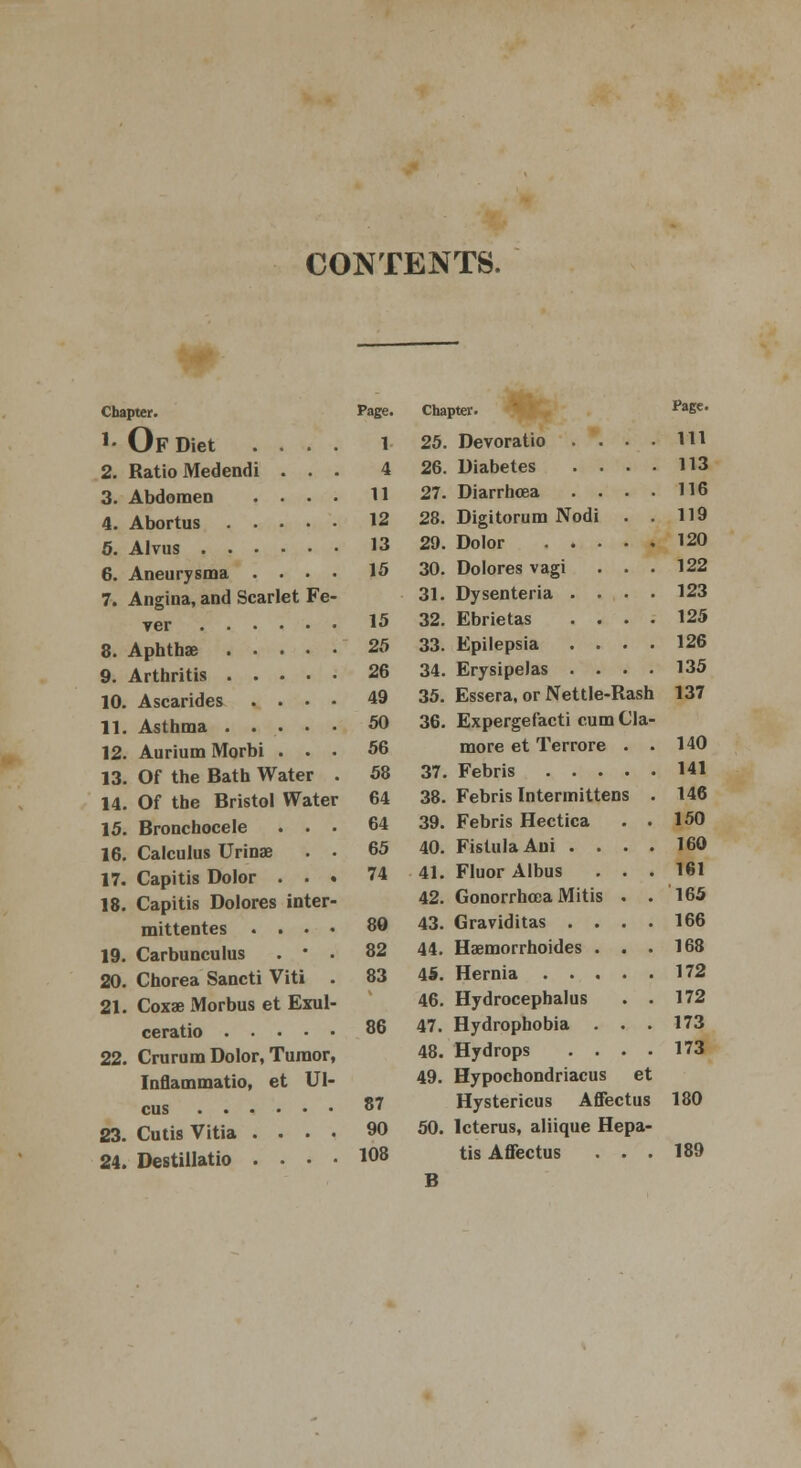 CONTENTS.
Chapter. Page.
1. OF Diet . . . . 1
2. Ratio Medendi . . . 4
3. Abdomen . . . . 11
4. Abortus . . . . . 12
5. Alvus . . . . . . 13
6. Aneurysma . . . . 15
7. Angina, and Scarlet Fe-
ver . . . . . . 15
8. Aphthæ . . . . . 25
9. Arthritis . . . . . 26
10. Ascarides . . . . 49
11. Asthma . . . . . 50
12. Aurium Morbi . . . 56
13. Of the Bath Water . 58
14. Of the Bristol Water 64
15. Bronchocele . . . 64
16. Calculus Urinæ . . 65
17. Capitis Dolor . . . 74
18. Capitis Dolores inter-
mittentes . . . . 80
19. Carbunculus . . . 82
20. Chorea Sancti Viti . 83
21. Coxæ Morbus et Exul-
ceratio . . . . . 86
22. Crurum Dolor, Tumor,
Inflammatio, et Ul-
cus . . . . . . 87
23. Cutis Vitia . . . . 90
24. Destillatio . . . . 108
Chapter. Page.
25. Devoratio . . . . 111
26. Diabetes . . . . 113
27. Diarrhœa . . . . 116
28. Digitorum Nodi . . 119
29. Dolor . . . . . 120
30. Dolores vagi . . . 122
31. Dysenteria . . . . 123
32. Ebrietas . . . . 125
33. Epilepsia . . . . 126
34. Erysipelas . . . . 135
35. Essera, or Nettle-Rash 137
36. Expergefacti cum Cla-
more et Terrore . . 140
37. Febris . . . . . 141
38. Febris Intermittens . 146
39. Febris Hectica . . 150
40. Fistula Ani . . . . 160
41. Fluor Albus . . . 161
42. Gonorrhœa Mitis . . 165
43. Graviditas . . . . 166
44. Hæmorrhoides . . . 168
45. Hernia . . . . . 172
46. Hydrocephalus . . 172
47. Hydrophobia . . . 173
48. Hydrops . . . . 173
49. Hypochondriacus et
Hystericus Affectus 180
50. Icterus, aliique Hepa-
tis Affectus . . . 189
B